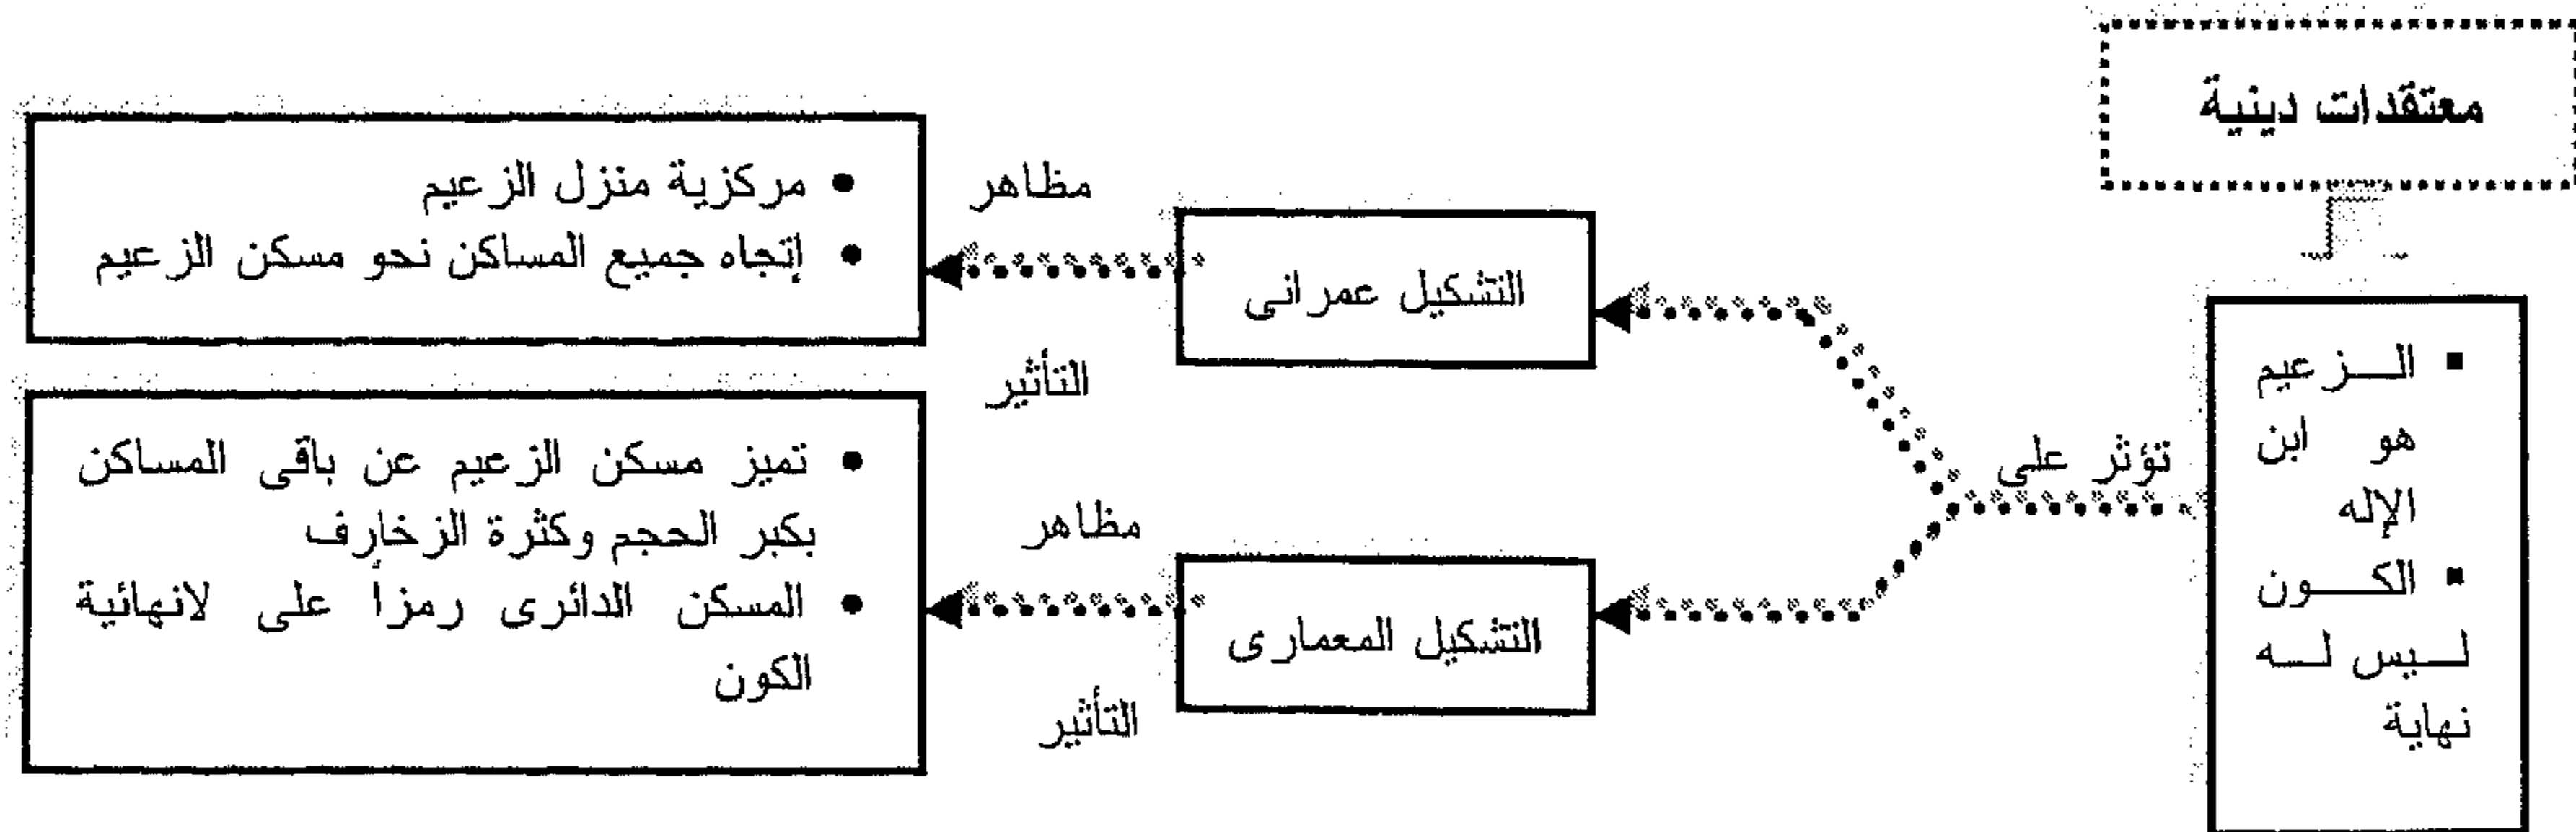 معتقدات دينية
▪ الزعيم
هو ابن
الإله
▪ الكون
ليس له
نهاية
تؤثر على
التشكيل عمرانى
مظاهر
التأثير
• مركزية منزل الزعيم
• إتجاه جميع المساكن نحو مسكن الزعيم
التشكيل المعمارى
مظاهر
التأثير
• تميز مسكن الزعيم عن باقى المساكن
بكبر الحجم وكثرة الزخارف
• المسكن الدائرى رمزاً على لانهائية
الكون